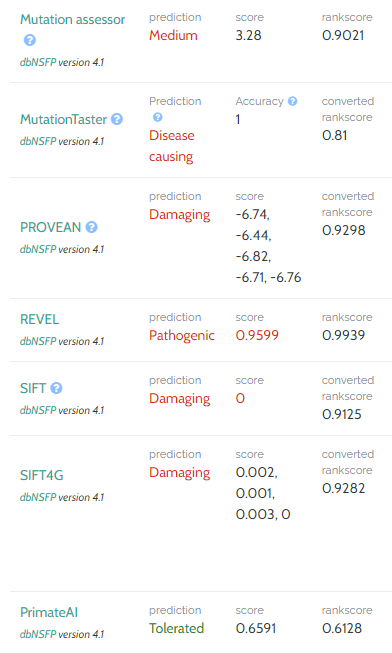 Mutation assessor prediction score rankscore
Medium 3.28 0.9021
dbNSFP version 4.1
MutationTaster Prediction Accuracy converted rankscore
Disease causing 1 0.81
dbNSFP version 4.1
PROVEAN prediction score converted rankscore
Damaging -6.74, -6.44, -6.82, -6.71, -6.76 0.9298
dbNSFP version 4.1
REVEL prediction score rankscore
Pathogenic 0.9599 0.9939
dbNSFP version 4.1
SIFT prediction score converted rankscore
Damaging 0 0.9125
dbNSFP version 4.1
SIFT4G prediction score converted rankscore
Damaging 0.002, 0.001, 0.003, 0 0.9282
dbNSFP version 4.1
PrimateAI prediction score rankscore
Tolerated 0.6591 0.6128
dbNSFP version 4.1